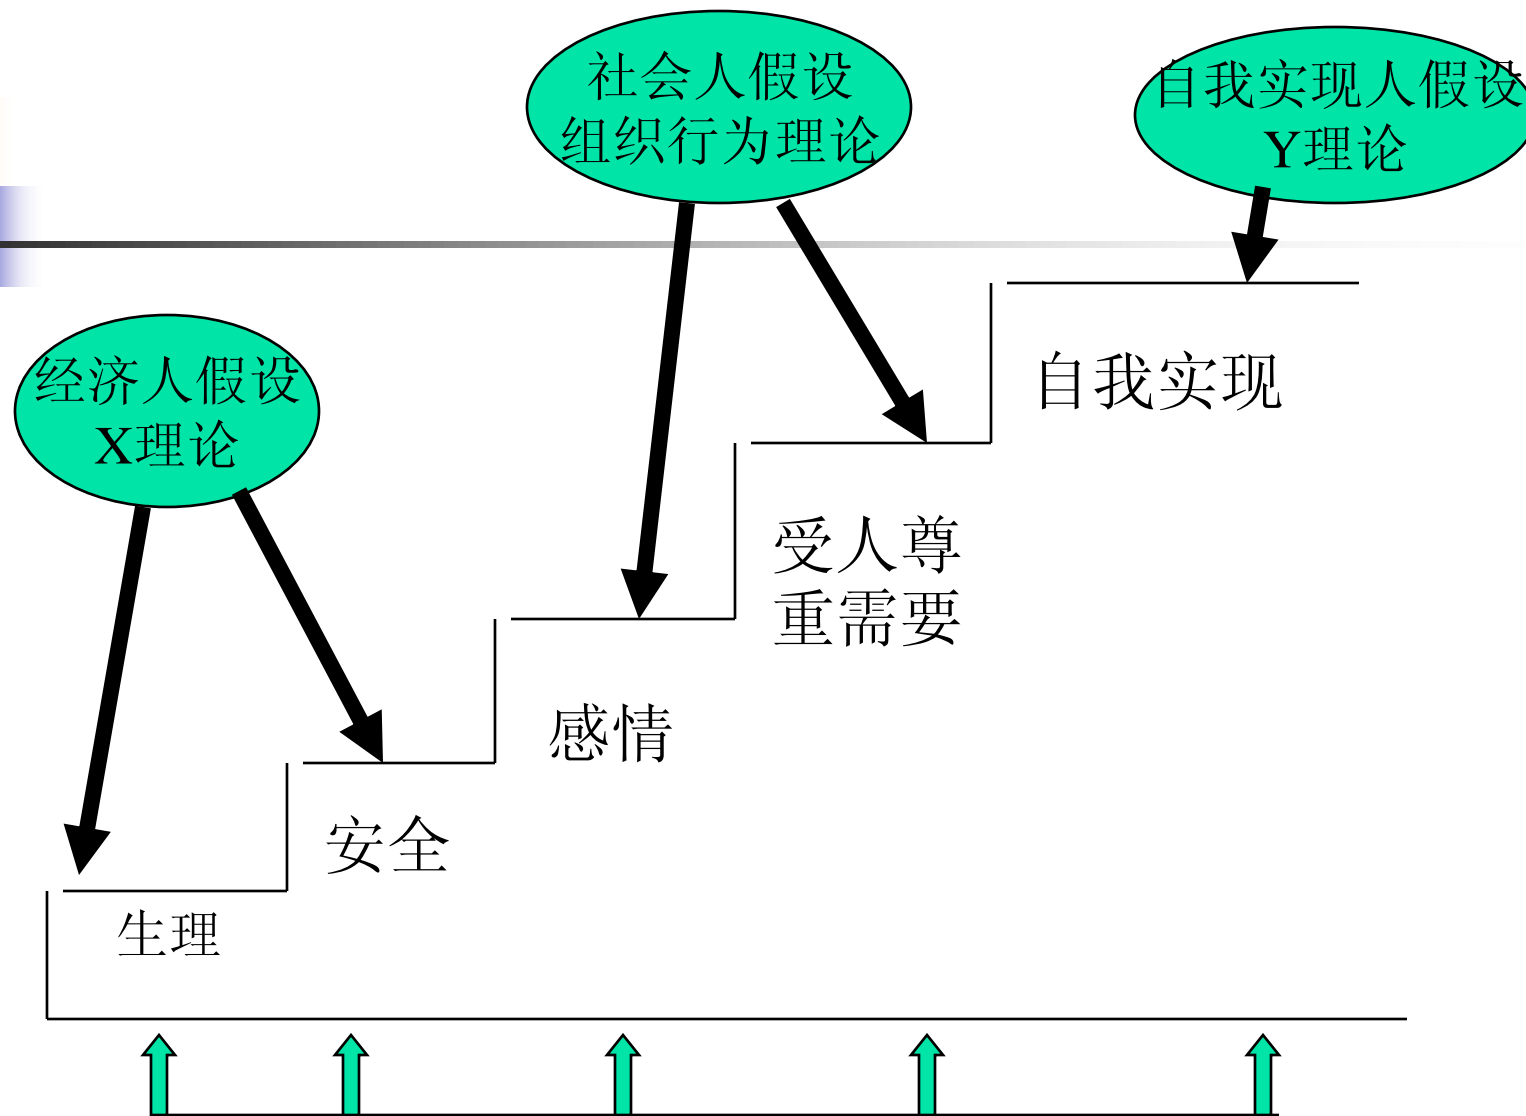 社会人假设
组织行为理论
自我实现人假设
Y理论
经济人假设
X理论
自我实现
受人尊
重需要
感情
安全
生理